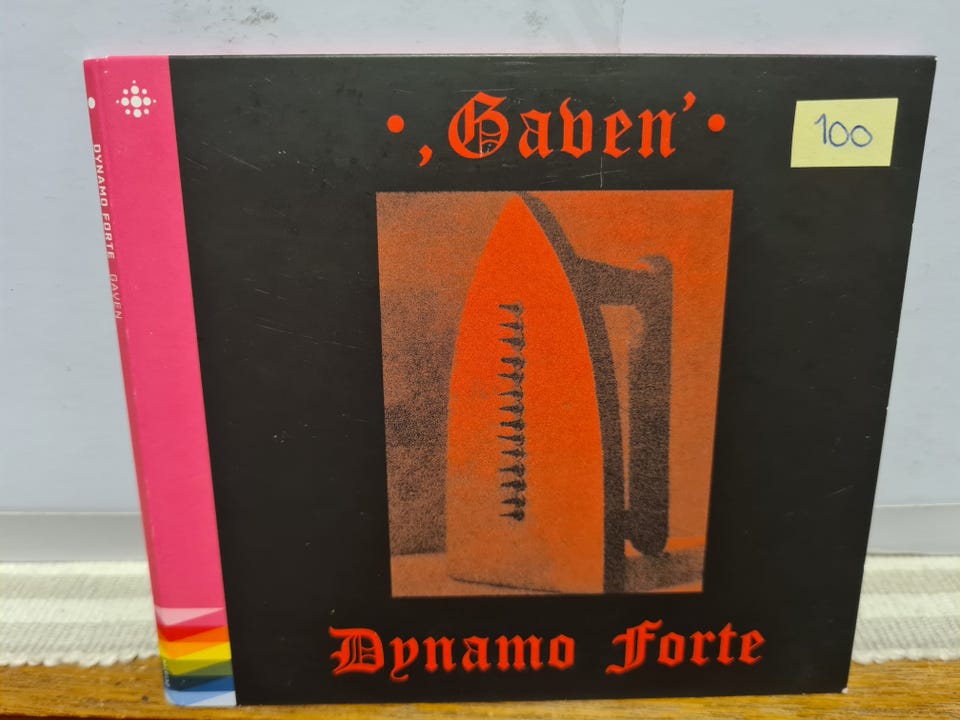 • ‚Gaven’ •
100
Dynamo Forte
DYNAMO FORTE GAVEN